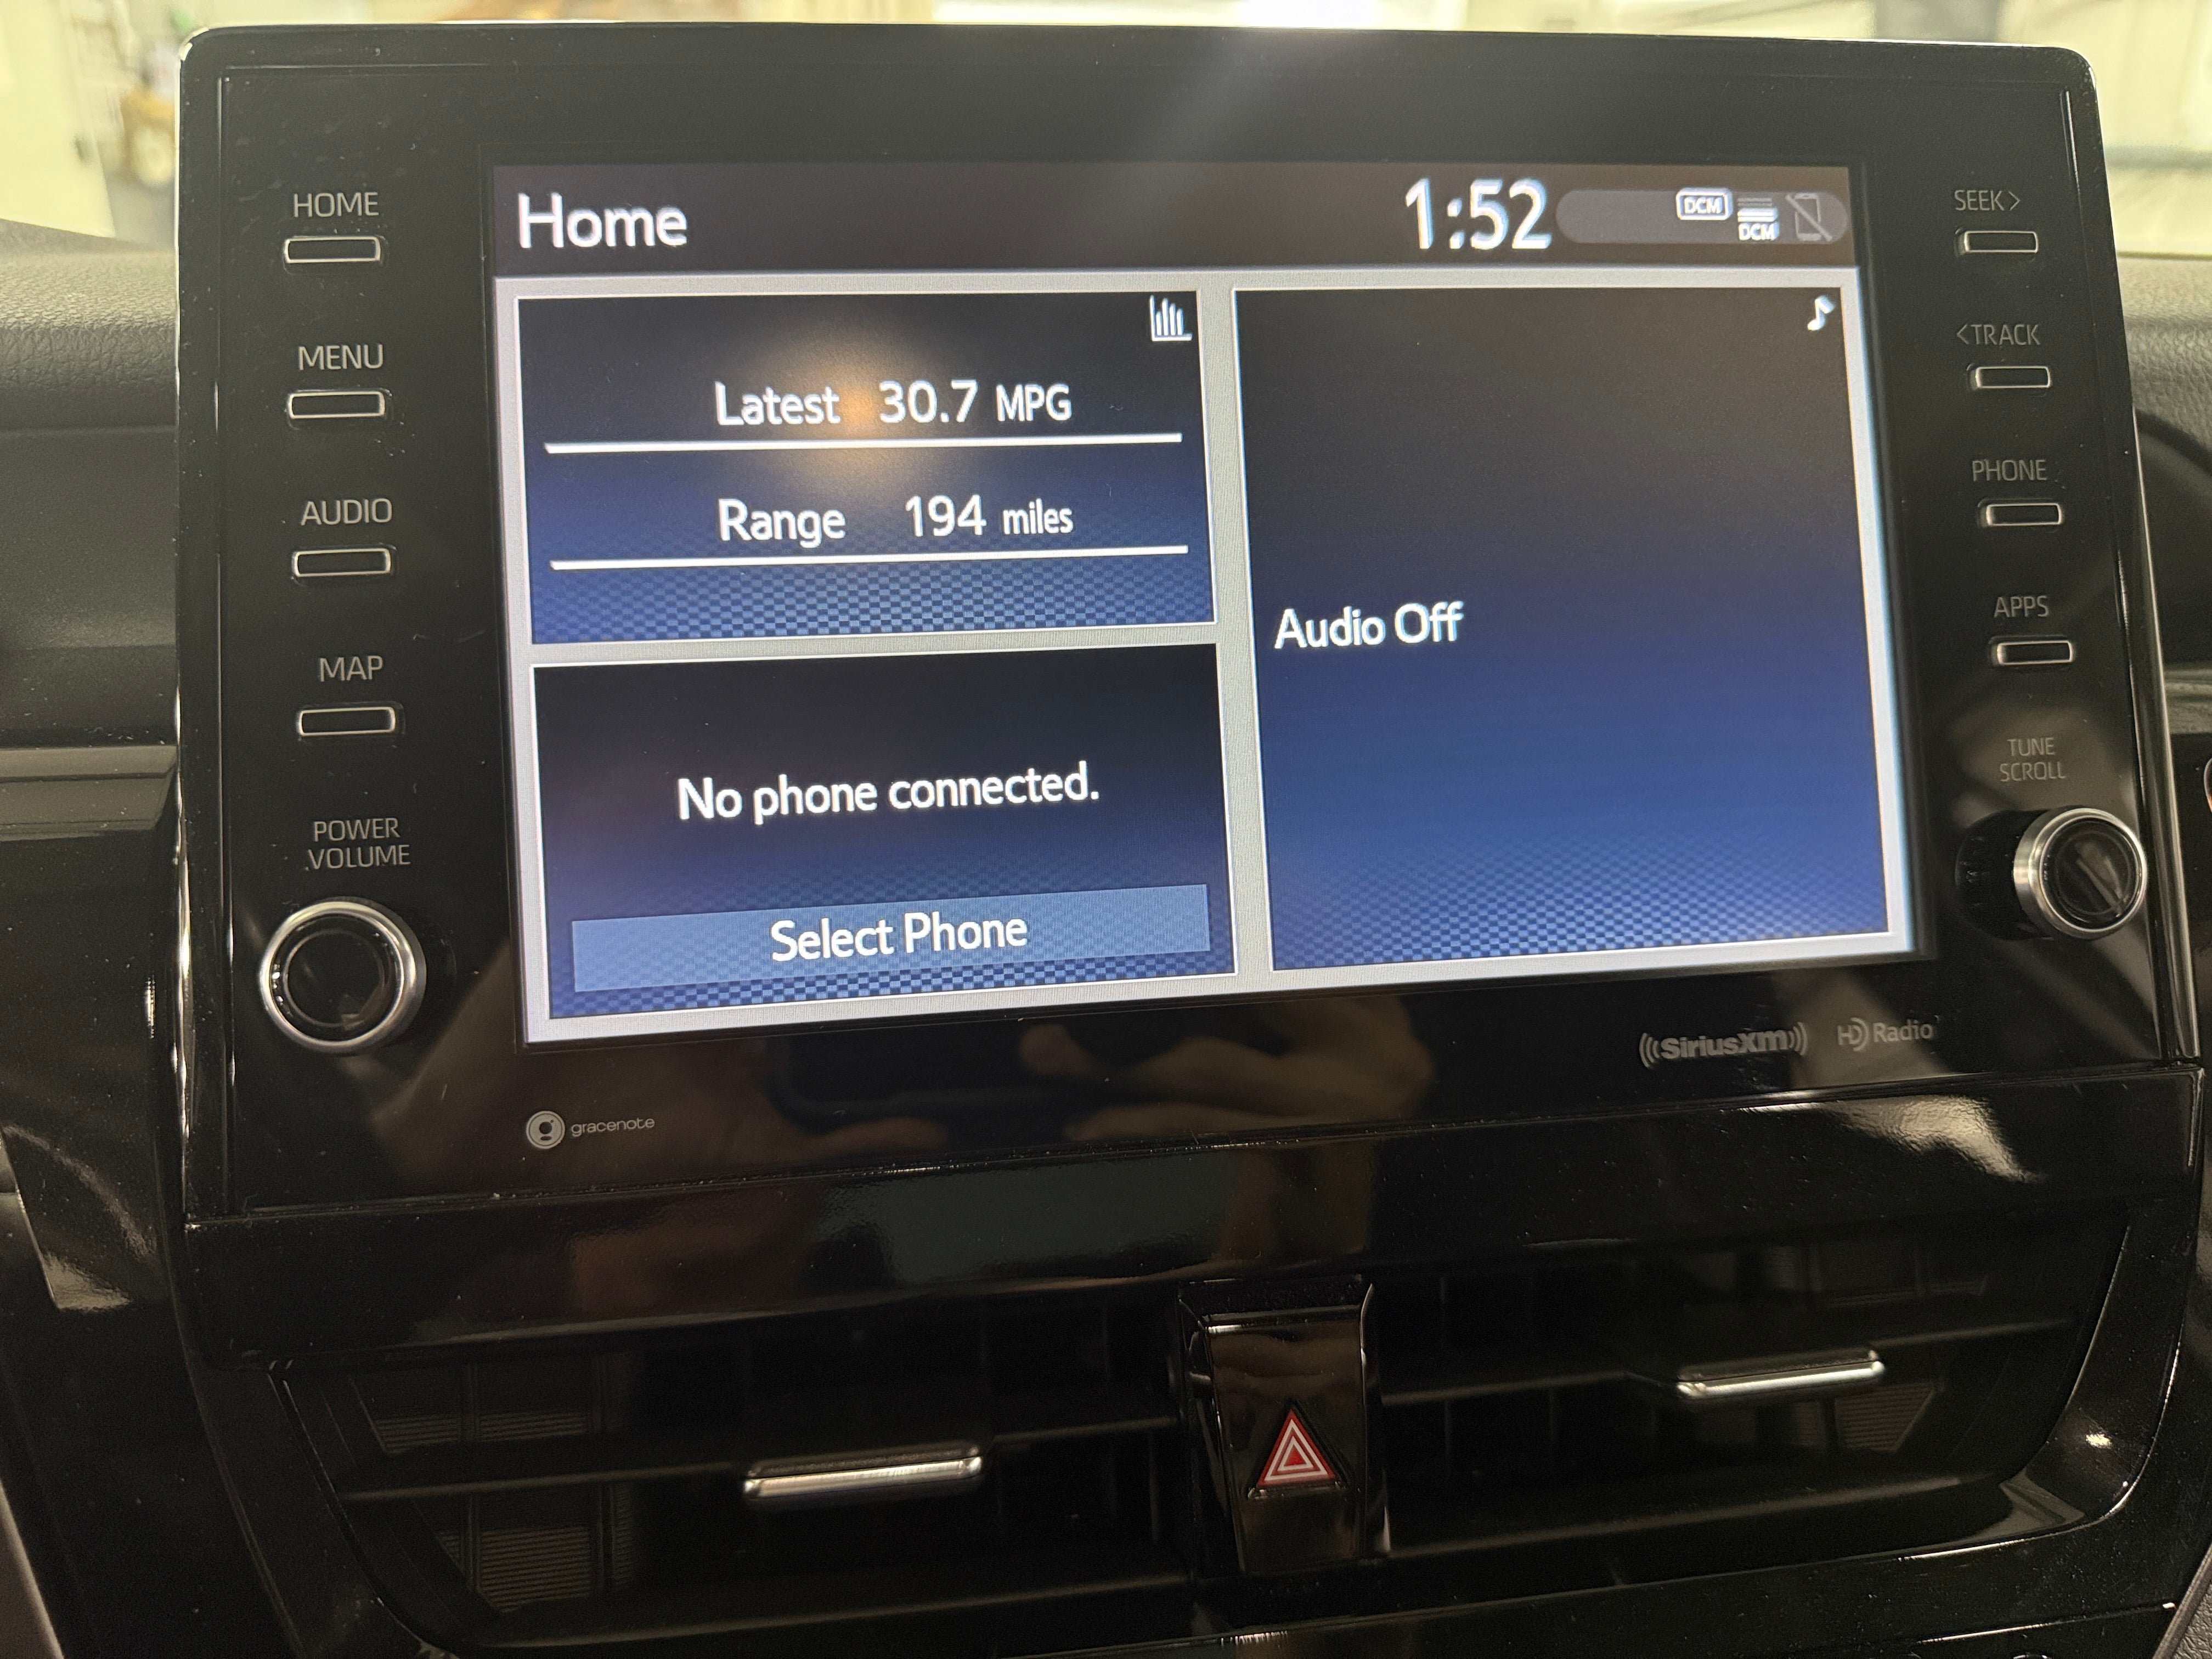 HOME
MENU
AUDIO
MAP
POWER
VOLUME
Home
1:52
DCM
DCM
Latest 30.7 MPG
Range 194 miles
No phone connected.
Select Phone
Audio Off
SEEK>
<TRACK
PHONE
APPS
TUNE
SCROLL
gracenote
((SiriusXM))
HD Radio